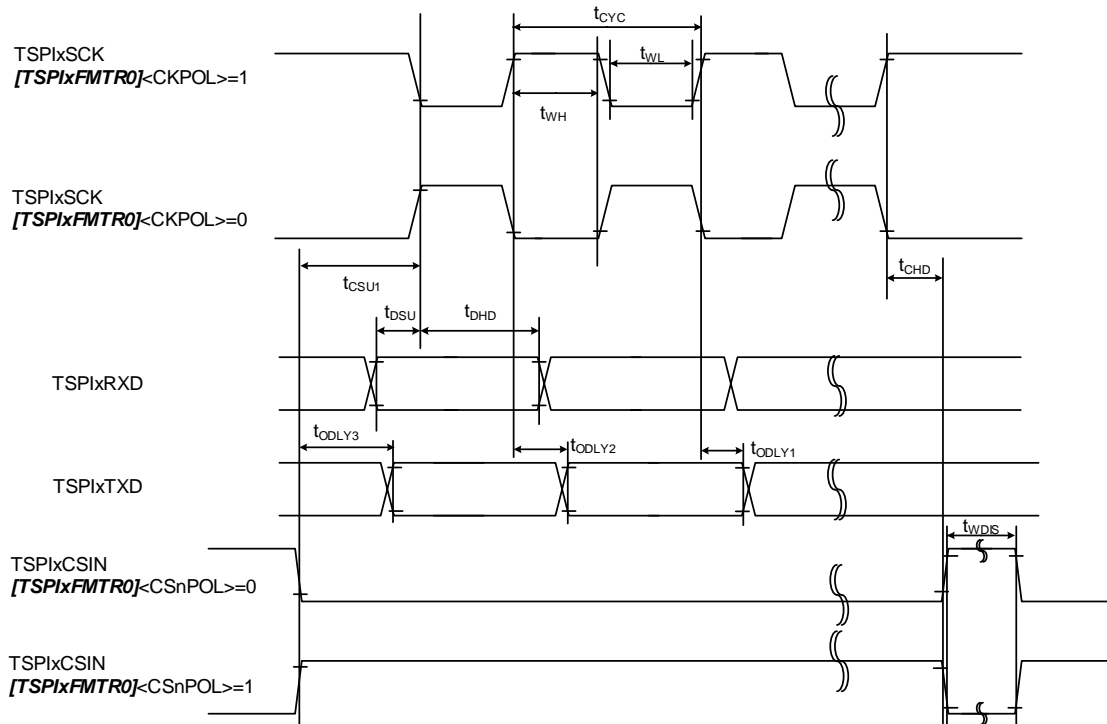 tCYC
TSPIxSCK
[TSPIxFMTR0]<CKPOL>=1
tWL
tWH
TSPIxSCK
[TSPIxFMTR0]<CKPOL>=0
tCSU1
tCHD
tDSU
tDHD
TSPIxRXD
tODLY3
tODLY2
tODLY1
TSPIxTXD
tWDIS
TSPIxCSIN
[TSPIxFMTR0]<CSnPOL>=0
TSPIxCSIN
[TSPIxFMTR0]<CSnPOL>=1